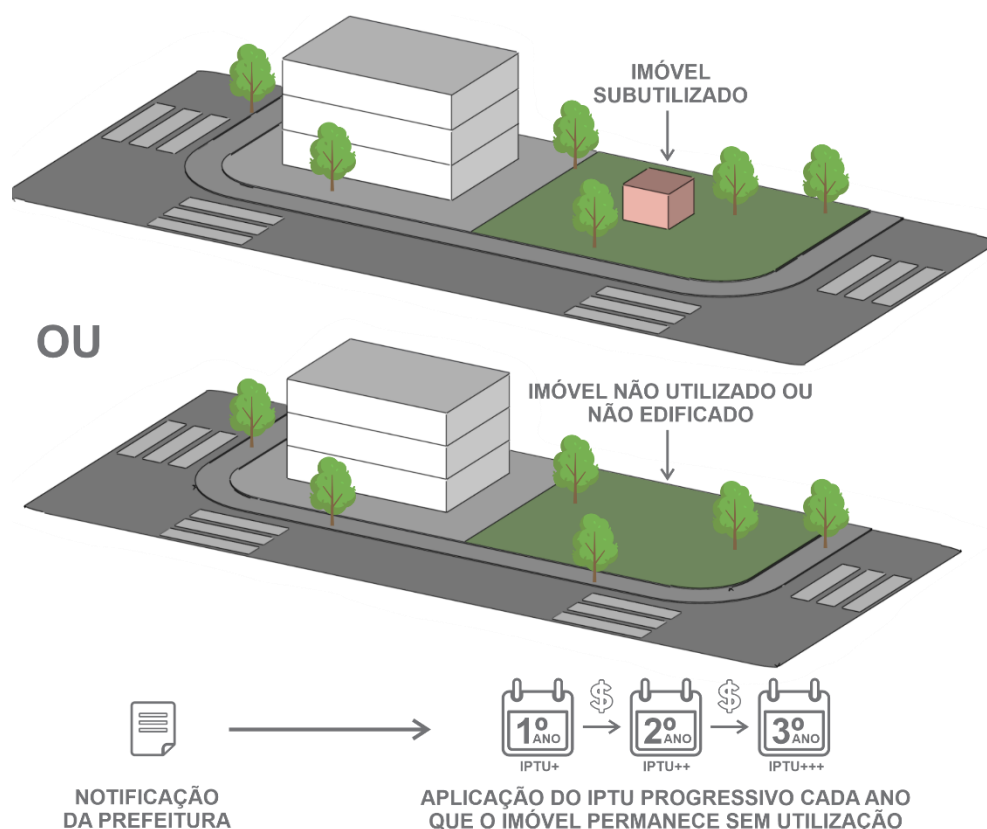 IMÓVEL
SUBUTILIZADO
OU
IMÓVEL NÃO UTILIZADO OU
NÃO EDIFICADO
$ $
1º ANO 2º ANO 3º ANO
IPTU+ IPTU++ IPTU+++
NOTIFICAÇÃO
DA PREFEITURA
APLICAÇÃO DO IPTU PROGRESSIVO CADA ANO
QUE O IMÓVEL PERMANECE SEM UTILIZAÇÃO